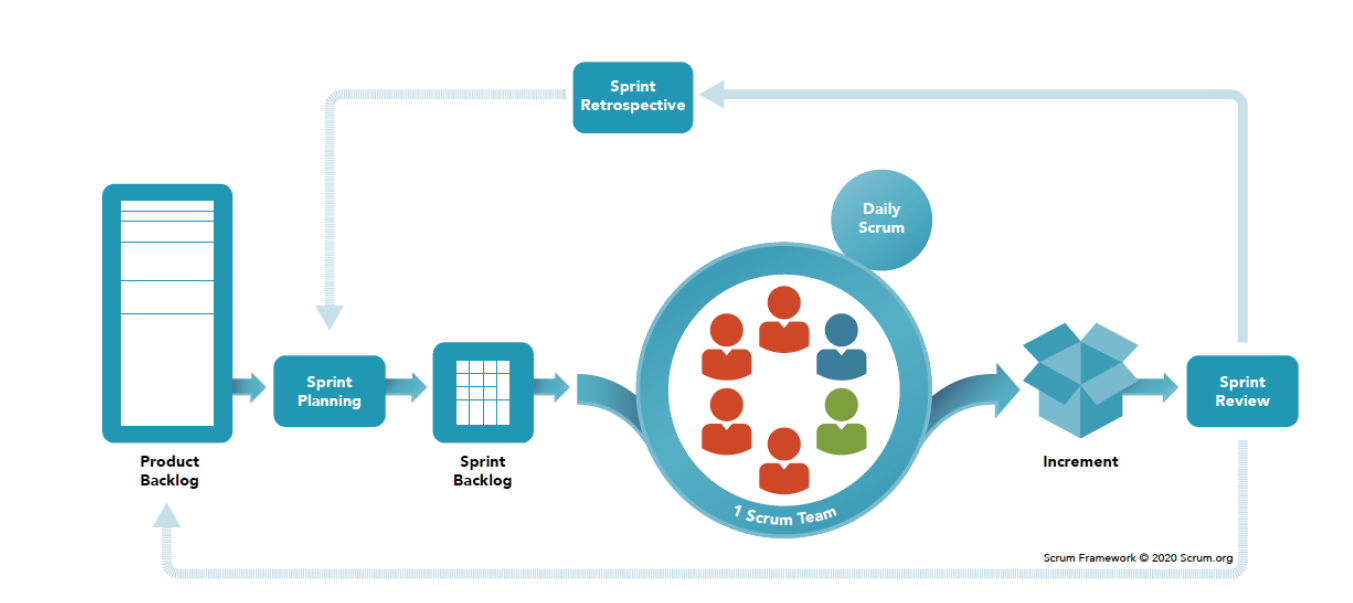 Sprint
Retrospective
Daily
Scrum
Sprint
Planning
Sprint
Review
Product
Backlog
Sprint
Backlog
1 Scrum Team
Increment
Scrum Framework © 2020 Scrum.org